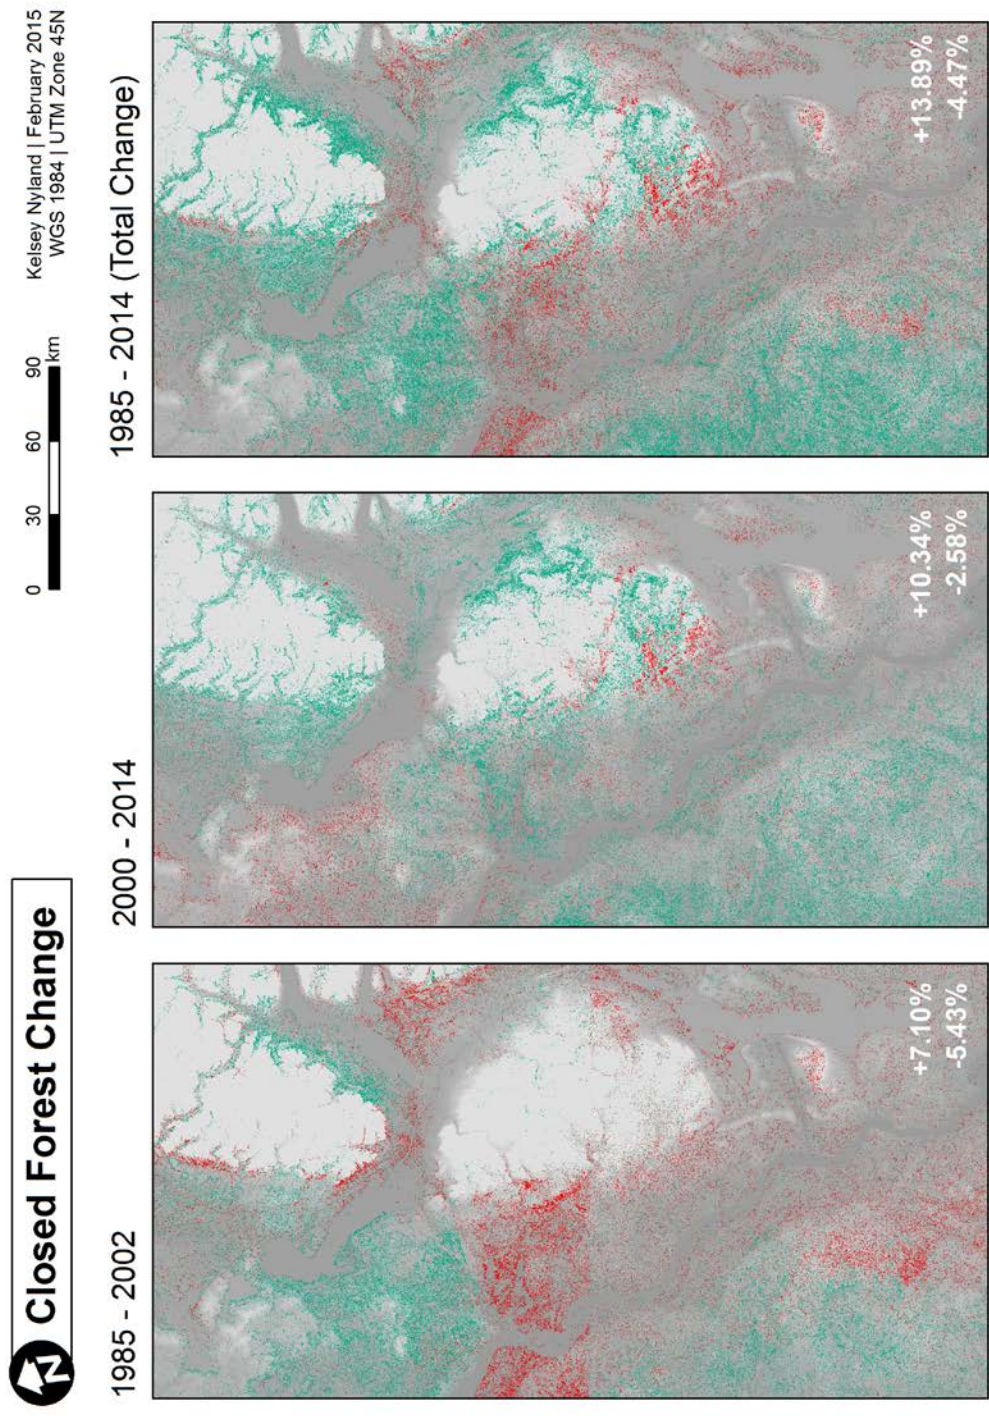 N
Closed Forest Change
0 30 60 90
km
Kelsey Nyland | February 2015
WGS 1984 | UTM Zone 45N
1985 - 2002
+7.10%
-5.43%
2000 - 2014
+10.34%
-2.58%
1985 - 2014 (Total Change)
+13.89%
-4.47%